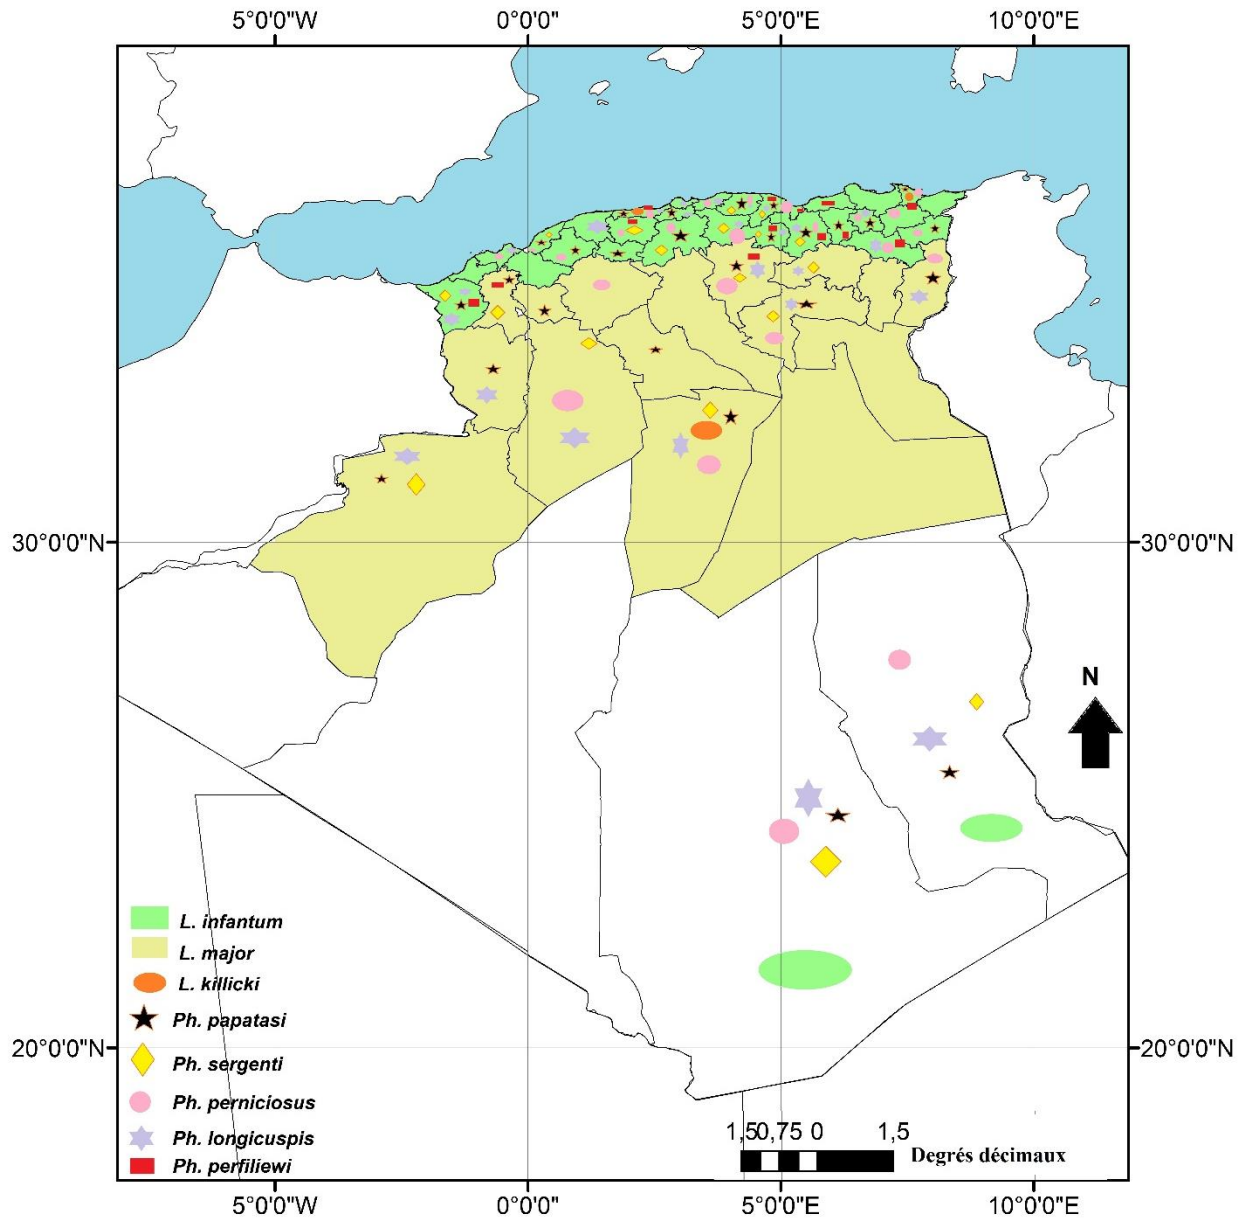 5°0'0"W 0°0'0" 5°0'0"E 10°0'0"E
30°0'0"N 30°0'0"N
N
L. infantum
L. major
L. killicki
Ph. papatasi
20°0'0"N 20°0'0"N
Ph. sergenti
Ph. perniciosus
Ph. longicuspis
Ph. perfiliewi
1,50,75 0 1,5
Degrés décimaux
5°0'0"W 0°0'0" 5°0'0"E 10°0'0"E